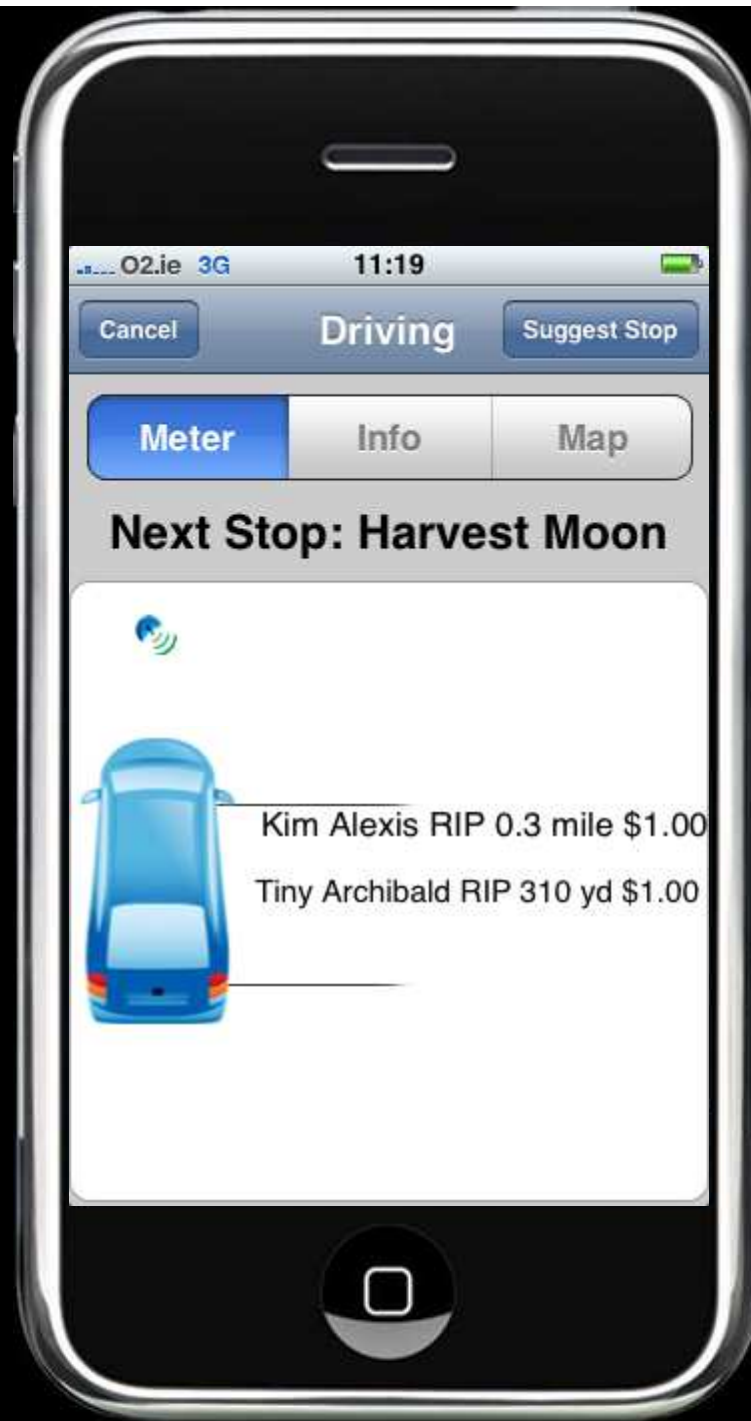 O2.ie 3G 11:19
Cancel Driving Suggest Stop
Meter Info Map
Next Stop: Harvest Moon
Kim Alexis RIP 0.3 mile $1.00
Tiny Archibald RIP 310 yd $1.00